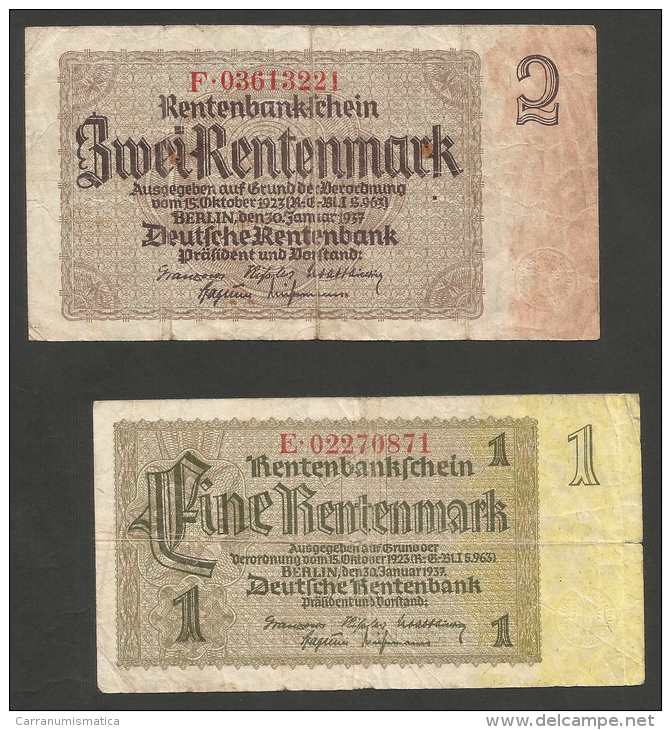 F·03613221
2
Rentenbankschein
Zwei Rentenmark
Ausgegeben auf Grund der Verordnung
vom 15. Oktober 1923 (R.-G.-Bl. I S. 963)
BERLIN, den 30. Januar 1937
Deutsche Rentenbank
Präsident und Vorstand:
E·02270871
1
1
Rentenbankschein
Eine Rentenmark
Ausgegeben auf Grund der
Verordnung vom 15. Oktober 1923 (R.-G.-Bl. I S. 963)
BERLIN, den 30. Januar 1937.
Deutsche Rentenbank
Präsident und Vorstand:
1
1
Carranumismatica
delcampe.net